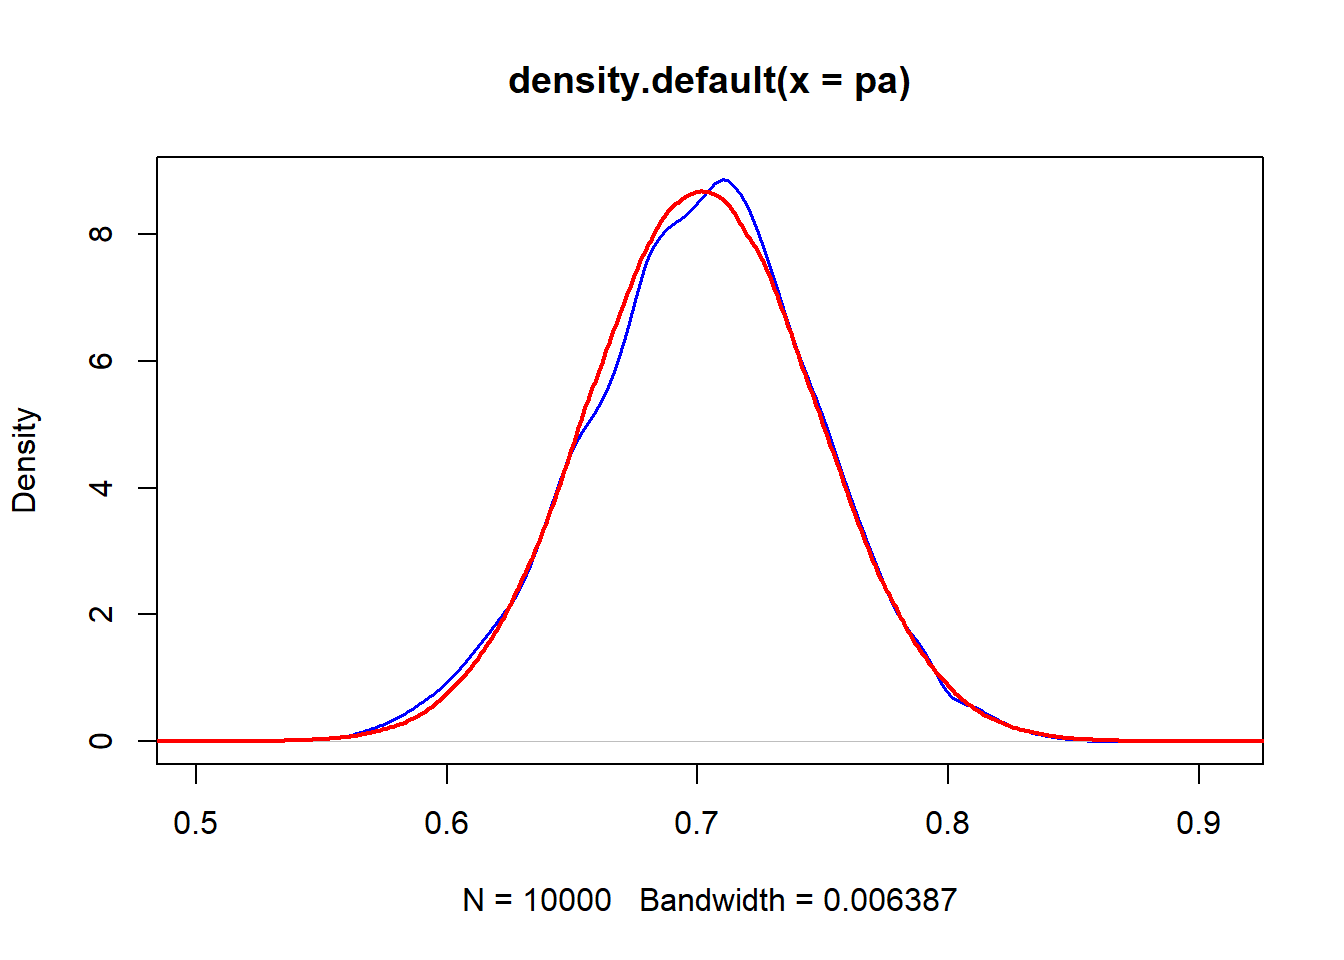 density.default(x = pa)
Density
8
6
4
2
0
0.5 0.6 0.7 0.8 0.9
N = 10000   Bandwidth = 0.006387